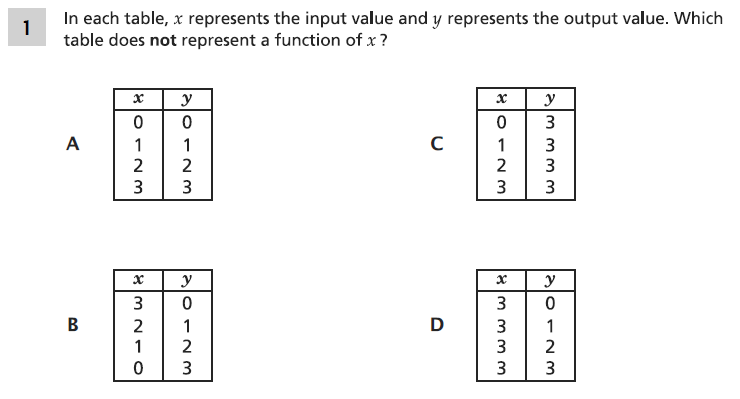 1
In each table, x represents the input value and y represents the output value. Which
table does not represent a function of x ?
A
x y
0 0
1 1
2 2
3 3
C
x y
0 3
1 3
2 3
3 3
B
x y
3 0
2 1
1 2
0 3
D
x y
3 0
3 1
3 2
3 3